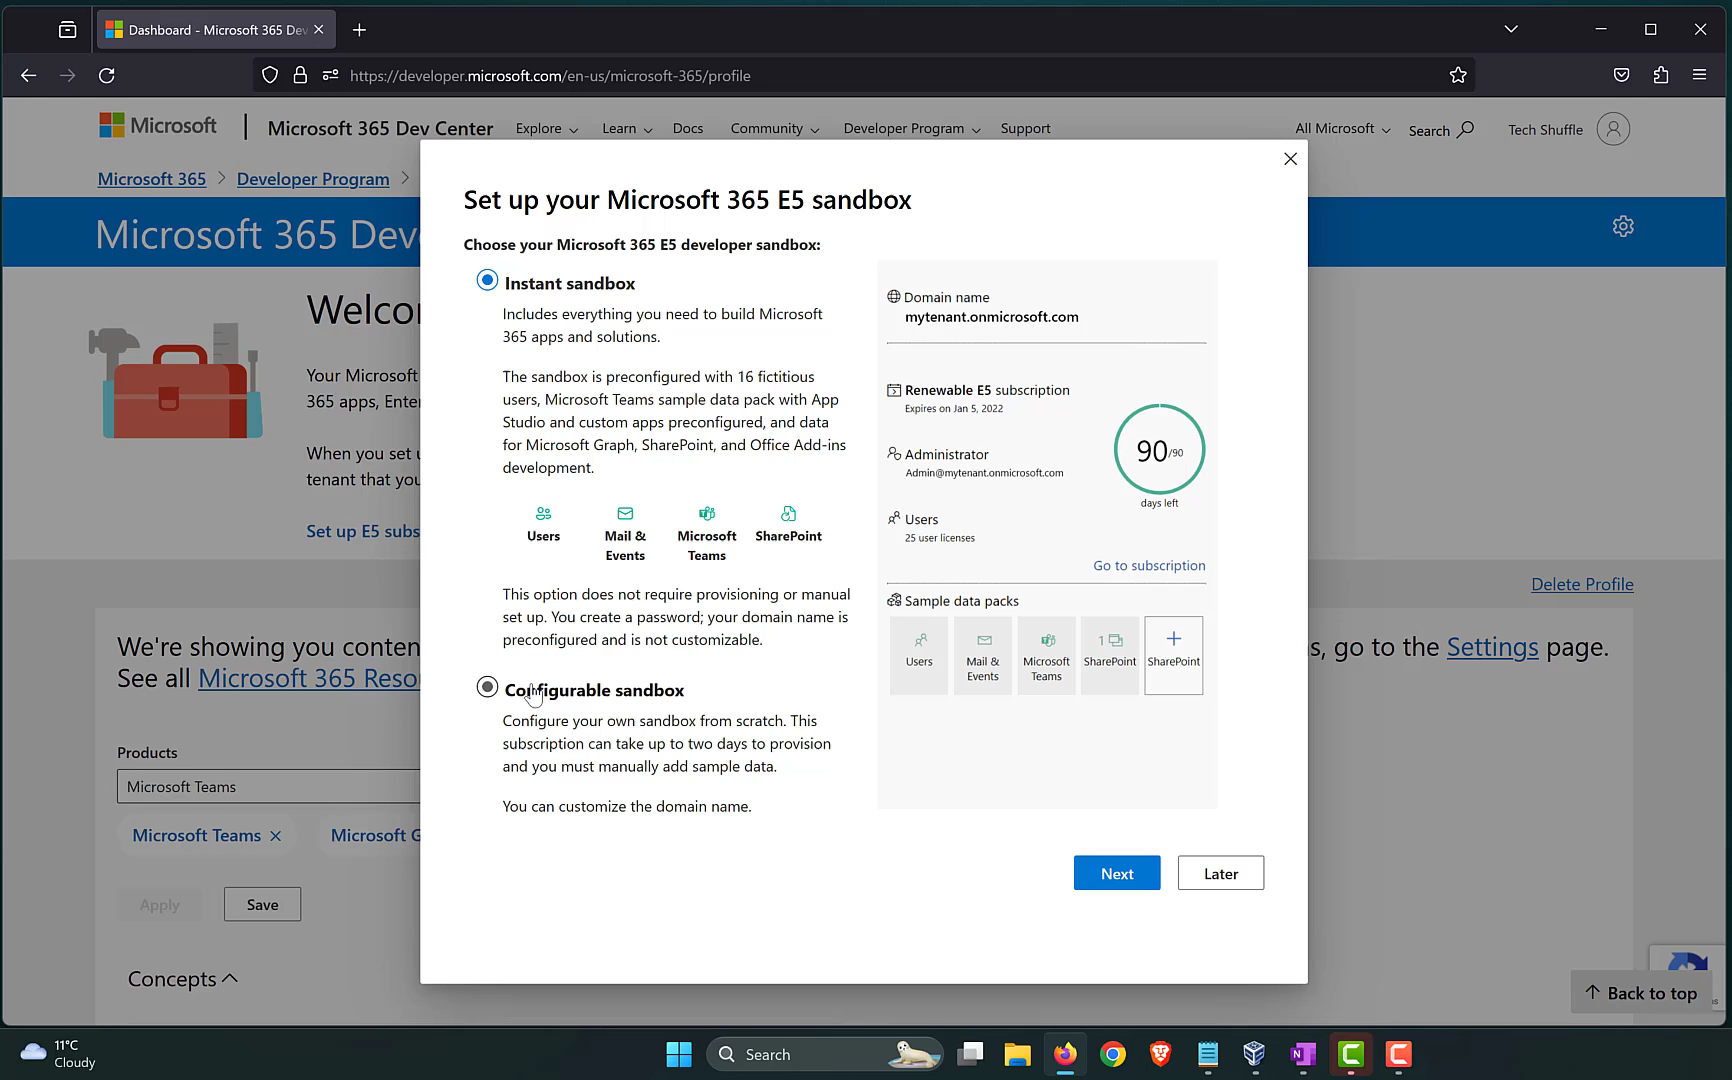 Dashboard - Microsoft 365 Dev
https://developer.microsoft.com/en-us/microsoft-365/profile
Microsoft
Microsoft 365 Dev Center
Explore
Learn
Docs
Community
Developer Program
Support
All Microsoft
Search
Tech Shuffle
Microsoft 365
Developer Program
Microsoft 365 Dev
Welco
Your Microsoft
365 apps, Ente
When you set u
tenant that you
Set up E5 subs
Delete Profile
We're showing you conten
s, go to the Settings page.
See all Microsoft 365 Reso
Products
Microsoft Teams
Microsoft Teams
Microsoft G
Apply
Save
Concepts
Back to top
Set up your Microsoft 365 E5 sandbox
Choose your Microsoft 365 E5 developer sandbox:
Instant sandbox
Includes everything you need to build Microsoft
365 apps and solutions.
The sandbox is preconfigured with 16 fictitious
users, Microsoft Teams sample data pack with App
Studio and custom apps preconfigured, and data
for Microsoft Graph, SharePoint, and Office Add-ins
development.
Users
Mail &
Events
Microsoft
Teams
SharePoint
This option does not require provisioning or manual
set up. You create a password; your domain name is
preconfigured and is not customizable.
Configurable sandbox
Configure your own sandbox from scratch. This
subscription can take up to two days to provision
and you must manually add sample data.
You can customize the domain name.
Domain name
mytenant.onmicrosoft.com
Renewable E5 subscription
Expires on Jan 5, 2022
Administrator
Admin@mytenant.onmicrosoft.com
90/90
days left
Users
25 user licenses
Go to subscription
Sample data packs
Users
Mail &
Events
Microsoft
Teams
1
SharePoint
SharePoint
Next
Later
11°C
Cloudy
Search